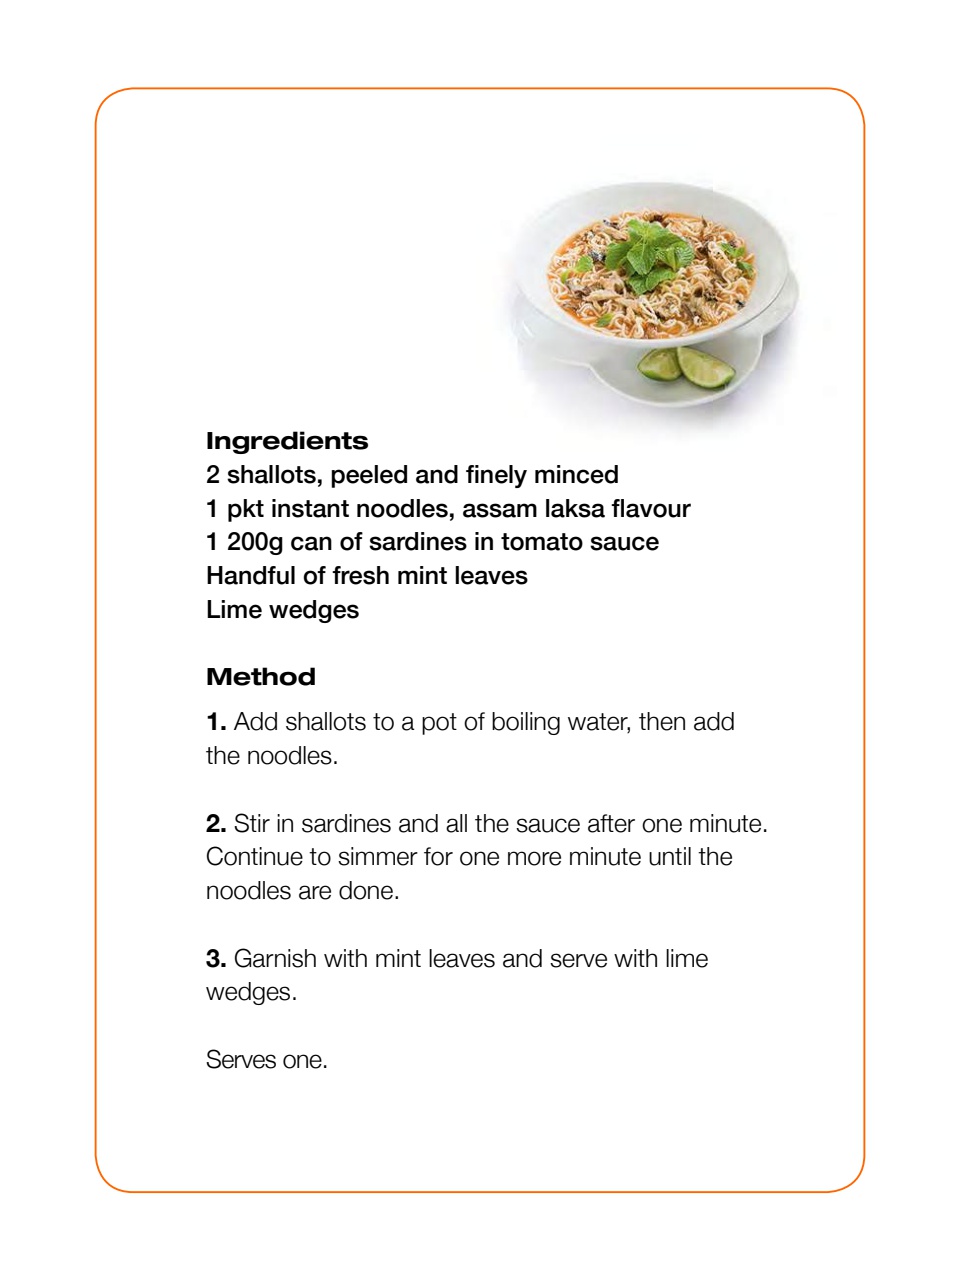 Ingredients
2 shallots, peeled and finely minced
1 pkt instant noodles, assam laksa flavour
1 200g can of sardines in tomato sauce
Handful of fresh mint leaves
Lime wedges
Method
1. Add shallots to a pot of boiling water, then add
the noodles.
2. Stir in sardines and all the sauce after one minute.
Continue to simmer for one more minute until the
noodles are done.
3. Garnish with mint leaves and serve with lime
wedges.
Serves one.